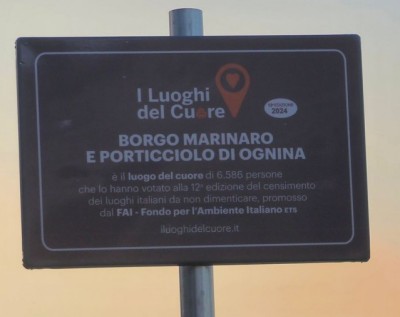 I Luoghi
del Cuore
12ª EDIZIONE
2024
BORGO MARINARO
E PORTICCIOLO DI OGNINA
è il luogo del cuore di 6.586 persone
che lo hanno votato alla 12ª edizione del censimento
dei luoghi italiani da non dimenticare, promosso
dal FAI - Fondo per l'Ambiente Italiano ETS
iluoghidelcuore.it